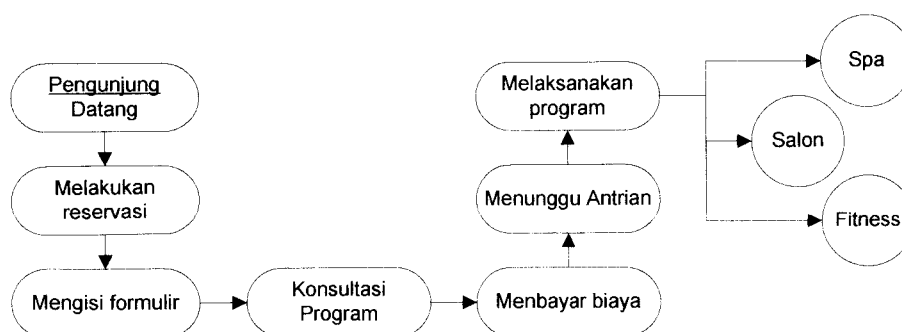 Pengunjung
Datang
Melakukan
reservasi
Mengisi formulir
Konsultasi
Program
Menbayar biaya
Menunggu Antrian
Melaksanakan
program
Spa
Salon
Fitness